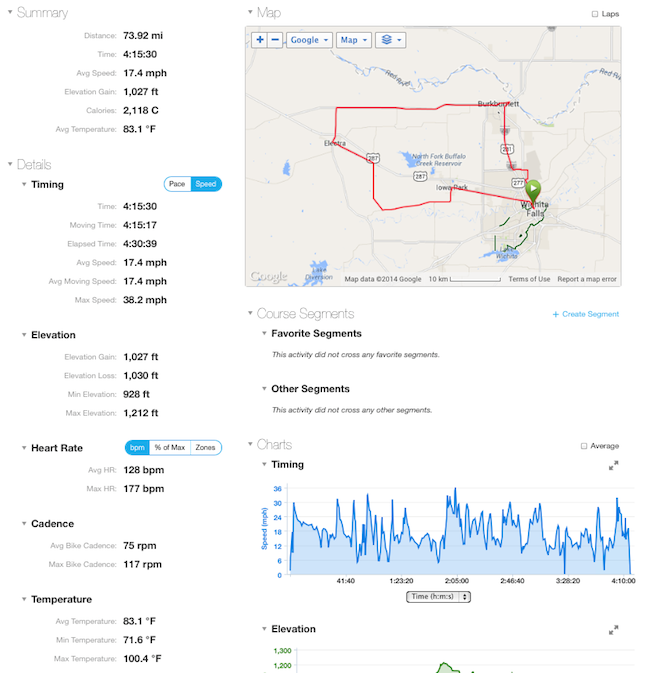 Summary
Distance: 73.92 mi
Time: 4:15:30
Avg Speed: 17.4 mph
Elevation Gain: 1,027 ft
Calories: 2,118 C
Avg Temperature: 83.1 °F
Details
Timing
Pace Speed
Time: 4:15:30
Moving Time: 4:15:17
Elapsed Time: 4:30:39
Avg Speed: 17.4 mph
Avg Moving Speed: 17.4 mph
Max Speed: 38.2 mph
Elevation
Elevation Gain: 1,027 ft
Elevation Loss: 1,030 ft
Min Elevation: 928 ft
Max Elevation: 1,212 ft
Heart Rate
bpm % of Max Zones
Avg HR: 128 bpm
Max HR: 177 bpm
Cadence
Avg Bike Cadence: 75 rpm
Max Bike Cadence: 117 rpm
Temperature
Avg Temperature: 83.1 °F
Min Temperature: 71.6 °F
Max Temperature: 100.4 °F
Map
Laps
+ − Google Map
Red River
Red Riv
Burkburnett
Electra
281
287
North Fork Buffalo
Creek Reservoir
287
277
Iowa Park
Wichita
Falls
Lake
Wichita
Lake
Diversion
Google
Map data ©2014 Google
10 km
Terms of Use
Report a map error
Course Segments
+ Create Segment
Favorite Segments
This activity did not cross any favorite segments.
Other Segments
This activity did not cross any other segments.
Charts
Average
Timing
Speed (mph)
36
30
24
18
12
6
0
41:40 1:23:20 2:05:00 2:46:40 3:28:20 4:10:00
Time (h:m:s)
Elevation
1,300
1,200